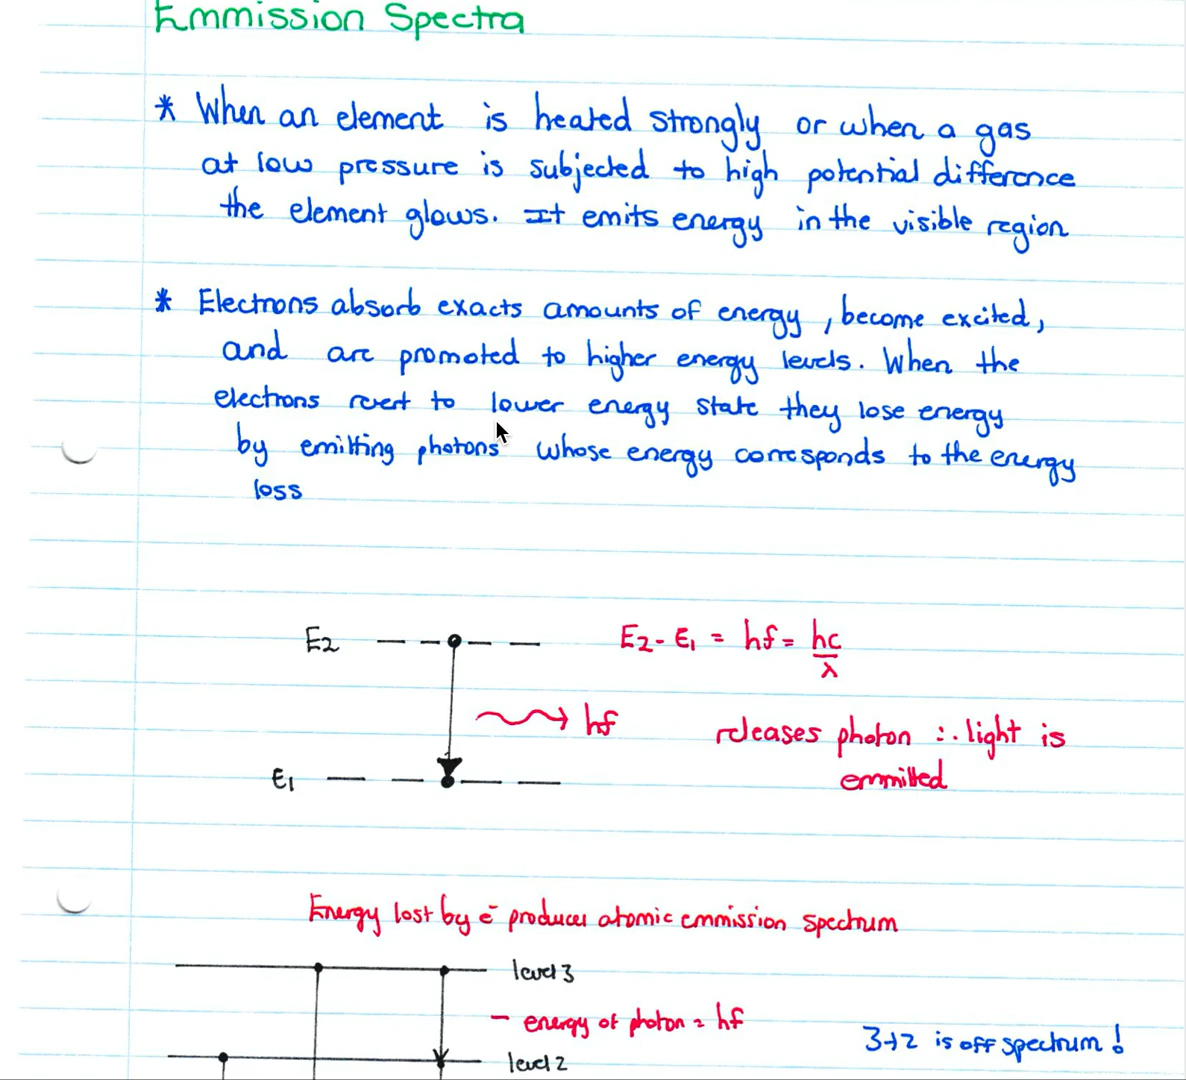 Emmission Spectra
* When an element is heated strongly or when a gas
at low pressure is subjected to high potential difference
the element glows. It emits energy in the visible region
* Electrons absorb exacts amounts of energy, become excited,
and are promoted to higher energy levels. When the
electrons revert to lower energy state they lose energy
by emitting photons whose energy corresponds to the energy
loss
E2 E2 - E1 = hf = hc/λ
hf
releases photon ∴ light is
emmitted
E1
Energy lost by e⁻ produces atomic emmission spectrum
level 3
- energy of photon = hf
3→2 is off spectrum!
level 2